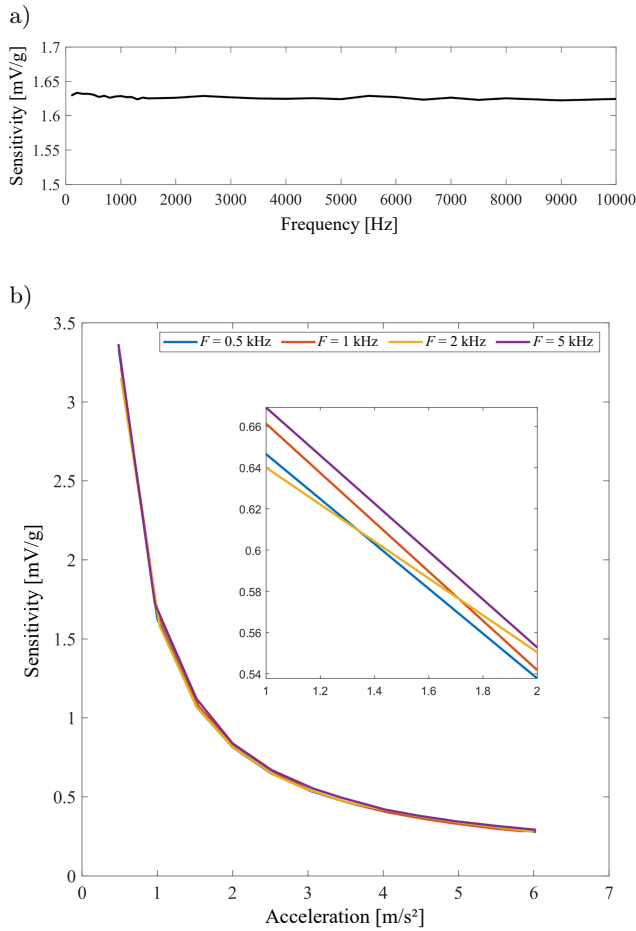 a)
1.7
1.65
1.6
1.55
1.5
Sensitivity [mV/g]
0 1000 2000 3000 4000 5000 6000 7000 8000 9000 10000
Frequency [Hz]
b)
3.5
3
2.5
2
1.5
1
0.5
0
Sensitivity [mV/g]
F = 0.5 kHz F = 1 kHz F = 2 kHz F = 5 kHz
0.66
0.64
0.62
0.6
0.58
0.56
0.54
1 1.2 1.4 1.6 1.8 2
0 1 2 3 4 5 6 7
Acceleration [m/s²]